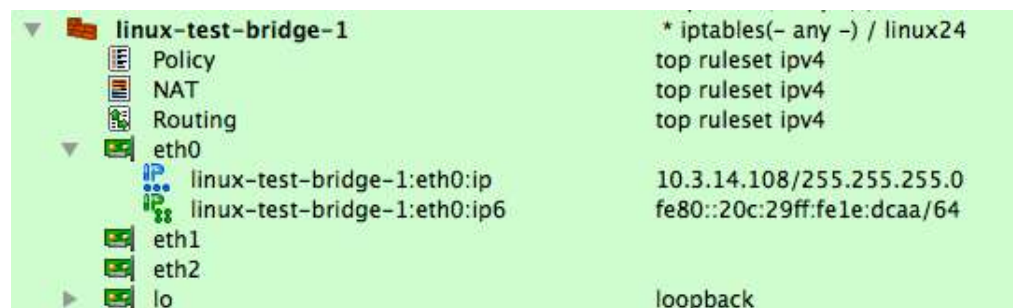 linux-test-bridge-1 * iptables(- any -) / linux24
Policy top ruleset ipv4
NAT top ruleset ipv4
Routing top ruleset ipv4
eth0
linux-test-bridge-1:eth0:ip 10.3.14.108/255.255.255.0
linux-test-bridge-1:eth0:ip6 fe80::20c:29ff:fe1e:dcaa/64
eth1
eth2
lo loopback